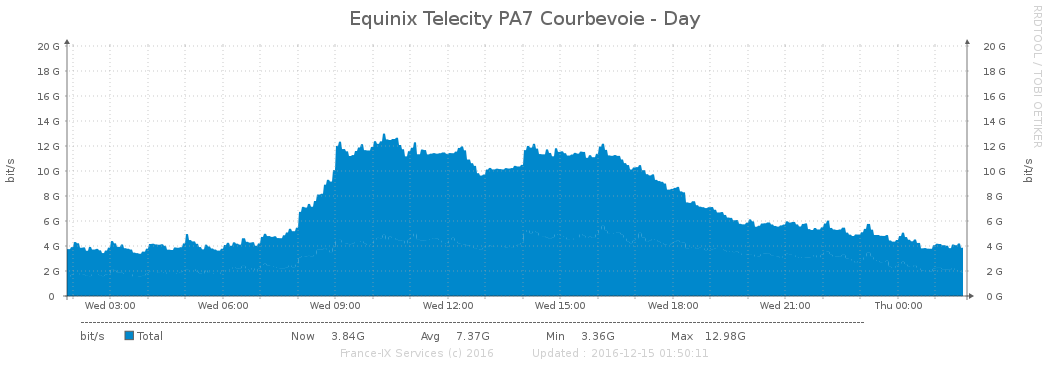 Equinix Telecity PA7 Courbevoie - Day
RRDTOOL / TOBI OETIKER
bit/s
20 G 20 G
18 G 18 G
16 G 16 G
14 G 14 G
12 G 12 G
10 G 10 G
8 G 8 G
6 G 6 G
4 G 4 G
2 G 2 G
0 0 G
bit/s
Wed 03:00 Wed 06:00 Wed 09:00 Wed 12:00 Wed 15:00 Wed 18:00 Wed 21:00 Thu 00:00
bit/s Total Now 3.84G Avg 7.37G Min 3.36G Max 12.98G
France-IX Services (c) 2016 Updated : 2016-12-15 01:50:11